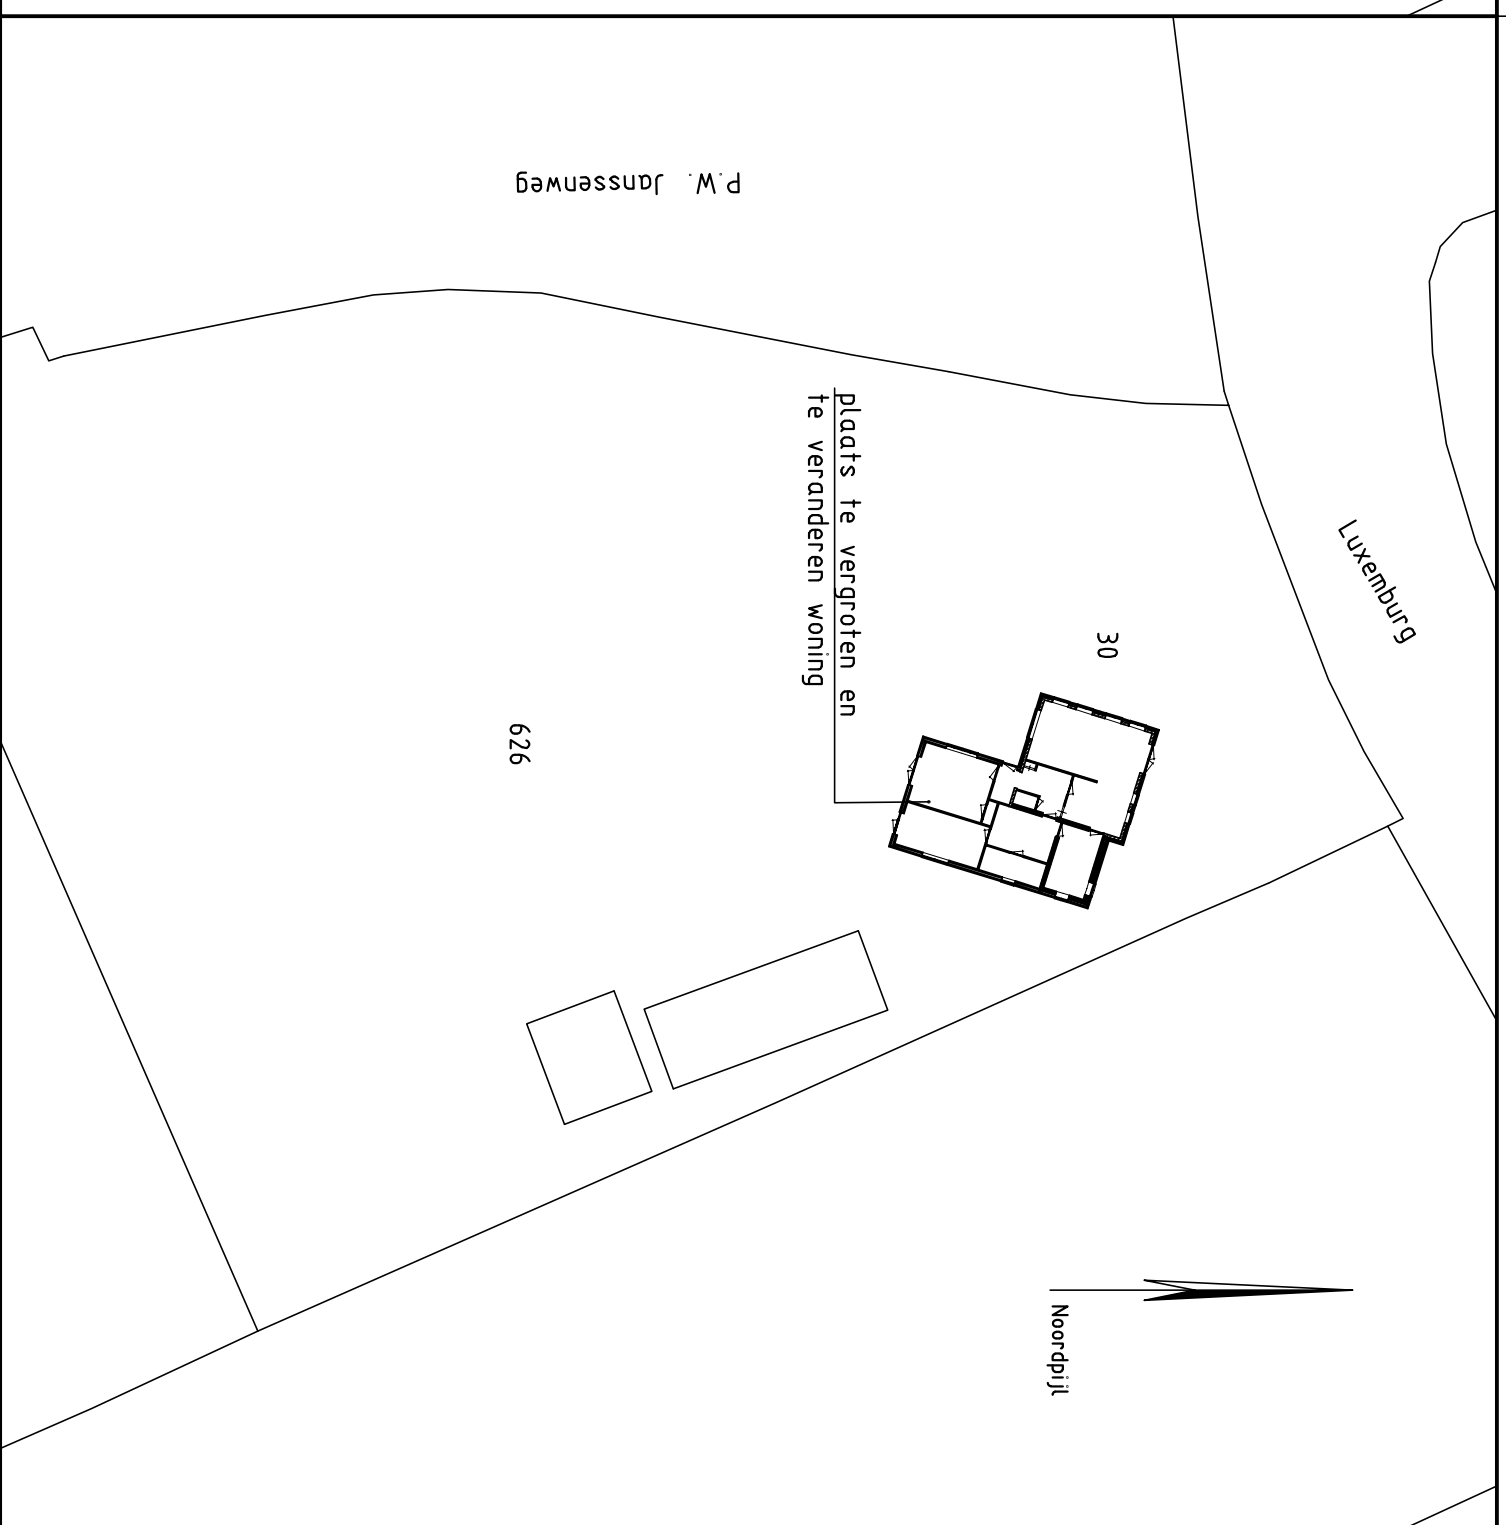 P.W. Janssenweg
plaats te vergroten en
te veranderen woning
Luxemburg
30
626
Noordpijl